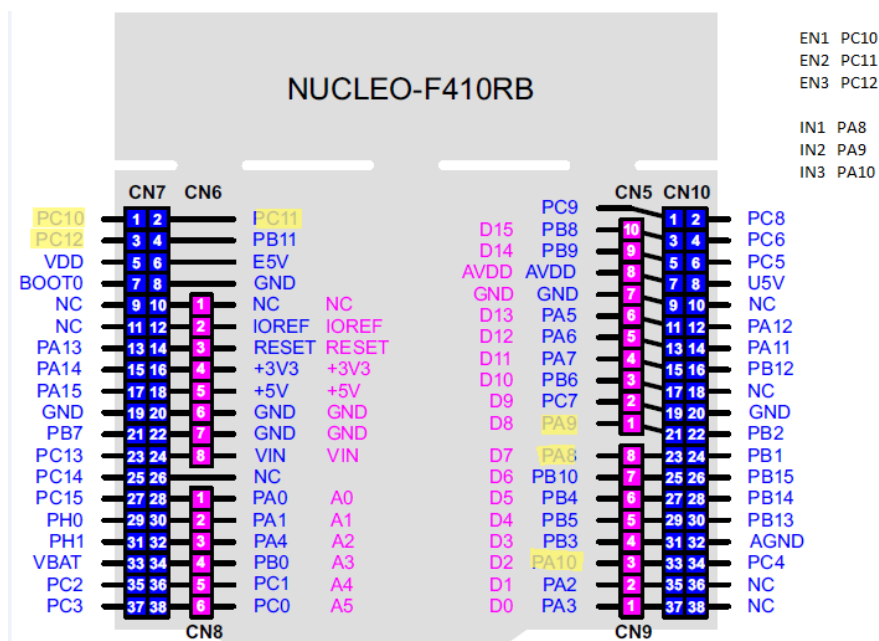 NUCLEO-F410RB
EN1 PC10
EN2 PC11
EN3 PC12
IN1 PA8
IN2 PA9
IN3 PA10
CN7 CN6
PC10 1 2 PC11
PC12 3 4 PB11
VDD 5 6 E5V
BOOT0 7 8 GND
NC 9 10 1 NC NC
NC 11 12 2 IOREF IOREF
PA13 13 14 3 RESET RESET
PA14 15 16 4 +3V3 +3V3
PA15 17 18 5 +5V +5V
GND 19 20 6 GND GND
PB7 21 22 7 GND GND
PC13 23 24 8 VIN VIN
PC14 25 26 NC
PC15 27 28 1 PA0 A0
PH0 29 30 2 PA1 A1
PH1 31 32 3 PA4 A2
VBAT 33 34 4 PB0 A3
PC2 35 36 5 PC1 A4
PC3 37 38 6 PC0 A5
CN8
CN5 CN10
PC9 1 2 PC8
D15 PB8 10 3 4 PC6
D14 PB9 9 5 6 PC5
AVDD AVDD 8 7 8 U5V
GND GND 7 9 10 NC
D13 PA5 6 11 12 PA12
D12 PA6 5 13 14 PA11
D11 PA7 4 15 16 PB12
D10 PB6 3 17 18 NC
D9 PC7 2 19 20 GND
D8 PA9 1 21 22 PB2
D7 PA8 8 23 24 PB1
D6 PB10 7 25 26 PB15
D5 PB4 6 27 28 PB14
D4 PB5 5 29 30 PB13
D3 PB3 4 31 32 AGND
D2 PA10 3 33 34 PC4
D1 PA2 2 35 36 NC
D0 PA3 1 37 38 NC
CN9